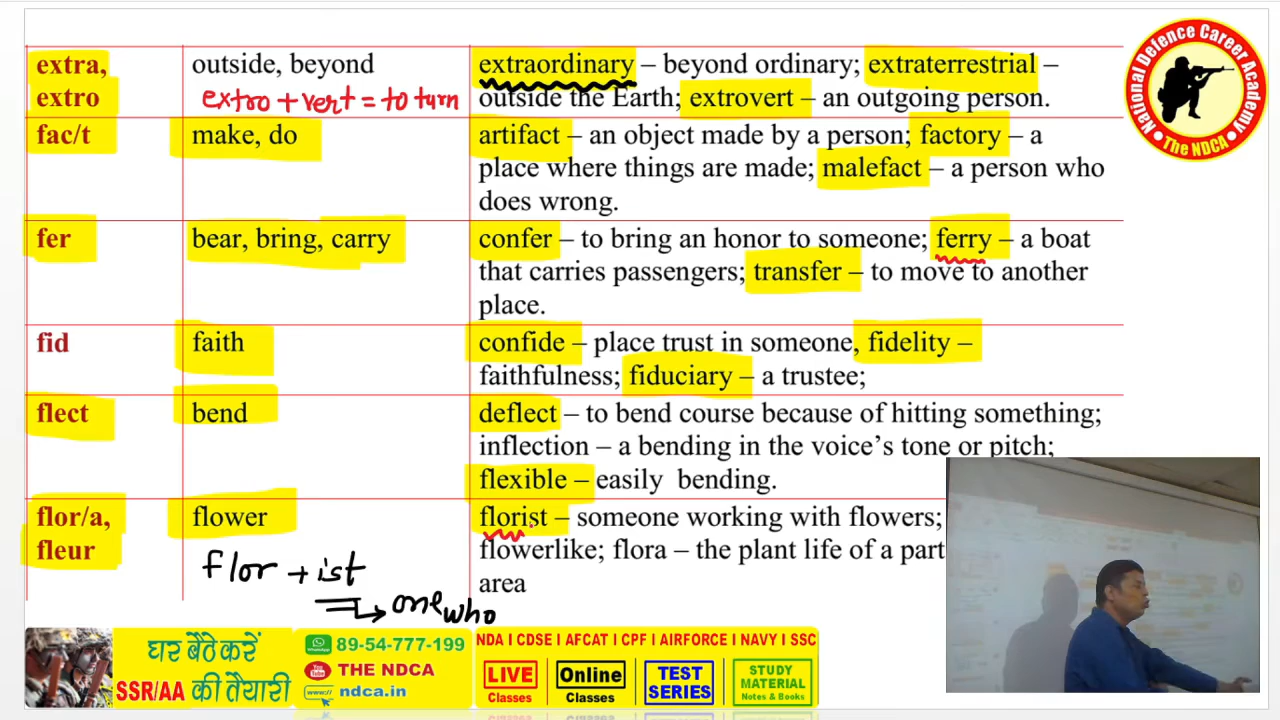 extra, outside, beyond extraordinary – beyond ordinary; extraterrestrial –
extro extro + vert = to turn outside the Earth; extrovert – an outgoing person.
fac/t make, do artifact – an object made by a person; factory – a
place where things are made; malefact – a person who
does wrong.
fer bear, bring, carry confer – to bring an honor to someone; ferry – a boat
that carries passengers; transfer – to move to another
place.
fid faith confide – place trust in someone, fidelity –
faithfulness; fiduciary – a trustee;
flect bend deflect – to bend course because of hitting something;
inflection – a bending in the voice's tone or pitch;
flexible – easily bending.
flor/a, flower florist – someone working with flowers;
fleur flowerlike; flora – the plant life of a part
flor + ist area
one who
National Defence Career Academy
The NDCA
घर बैठे करें
SSR/AA की तैयारी
89-54-777-199
You Tube THE NDCA
www:// ndca.in
NDA I CDSE I AFCAT I CPF I AIRFORCE I NAVY I SSC
LIVE Classes
Online Classes
TEST SERIES
STUDY MATERIAL Notes & Books